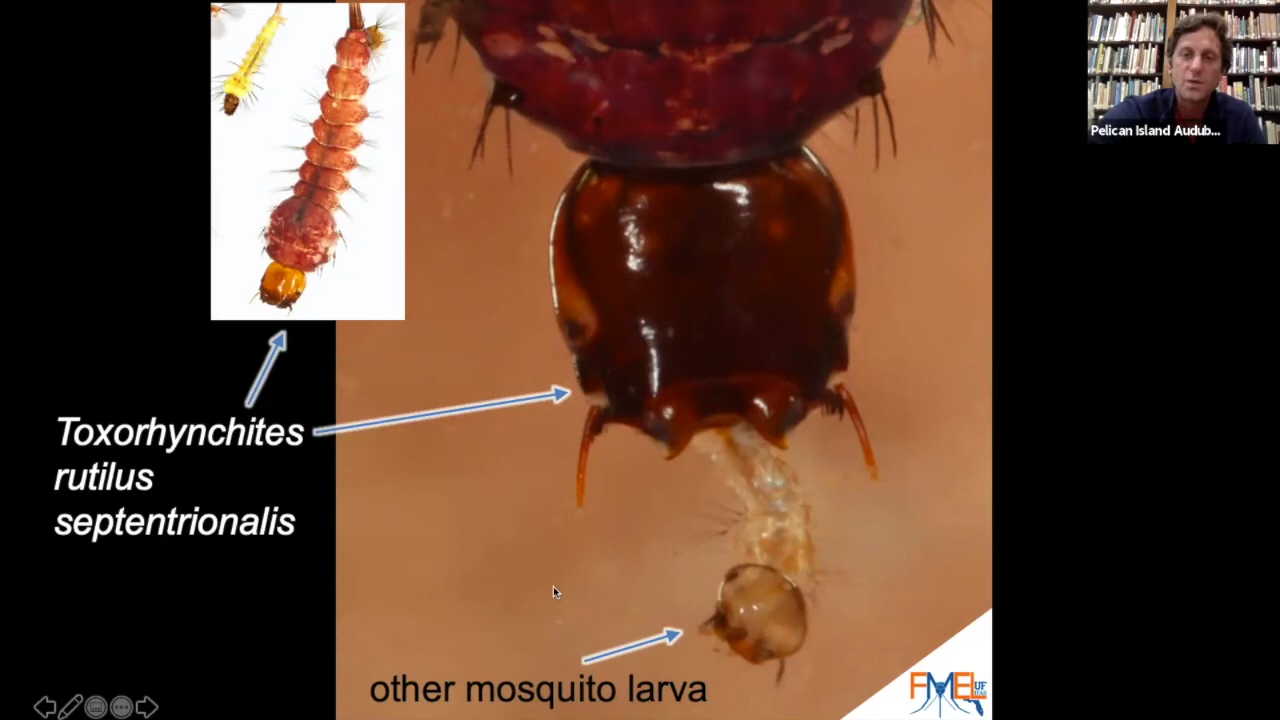 Pelican Island Audub...
Toxorhynchites
rutilus
septentrionalis
other mosquito larva
FMEL
UF